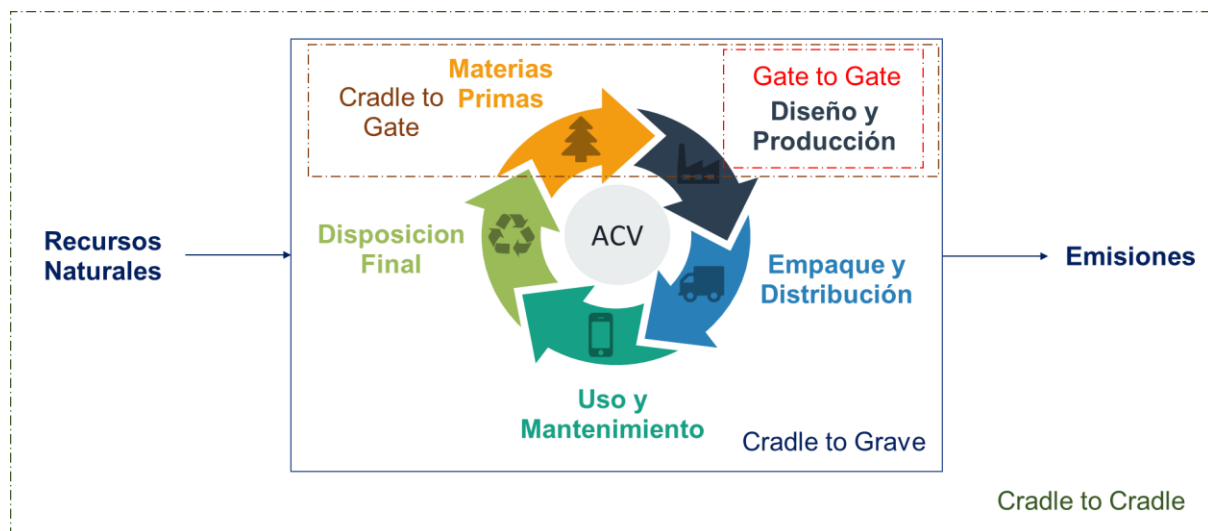 Materias
Primas
Cradle to
Gate
Gate to Gate
Diseño y
Producción
Recursos
Naturales
Disposicion
Final
ACV
Empaque y
Distribución
Emisiones
Uso y
Mantenimiento
Cradle to Grave
Cradle to Cradle